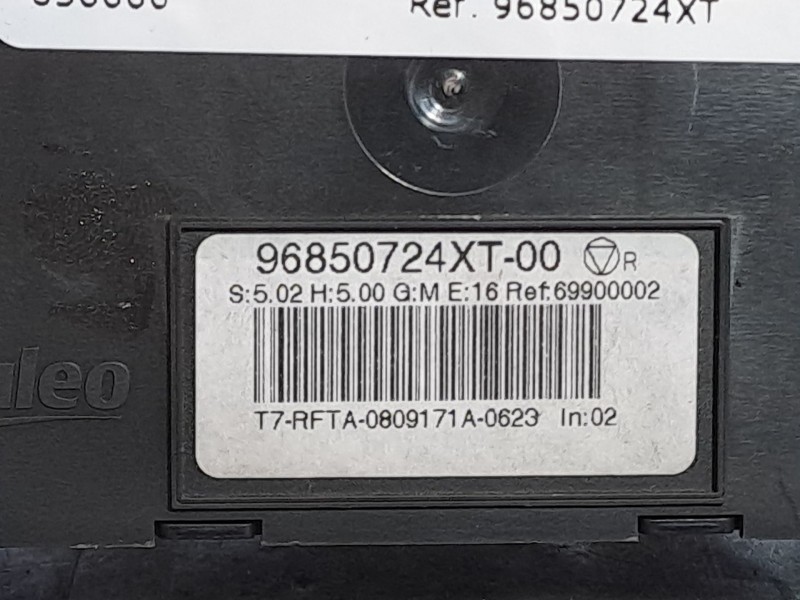 Ref. 96850724XT
96850724XT-00 R
S:5.02 H:5.00 G:M E:16 Ref:69900002
T7-RFTA-0809171A-0623 In:02